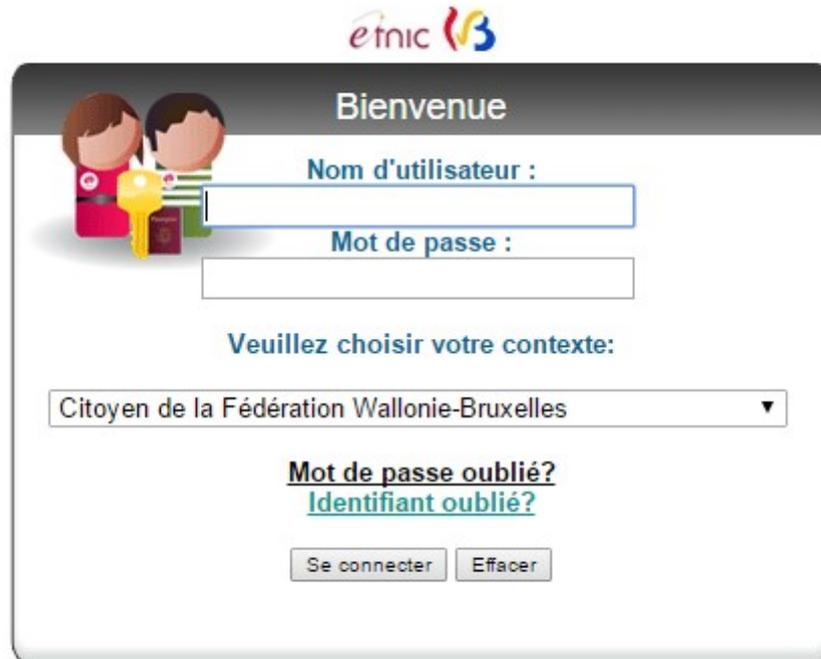 etnic
Bienvenue
Nom d'utilisateur :
Mot de passe :
Veuillez choisir votre contexte:
Citoyen de la Fédération Wallonie-Bruxelles
Mot de passe oublié?
Identifiant oublié?
Se connecter Effacer